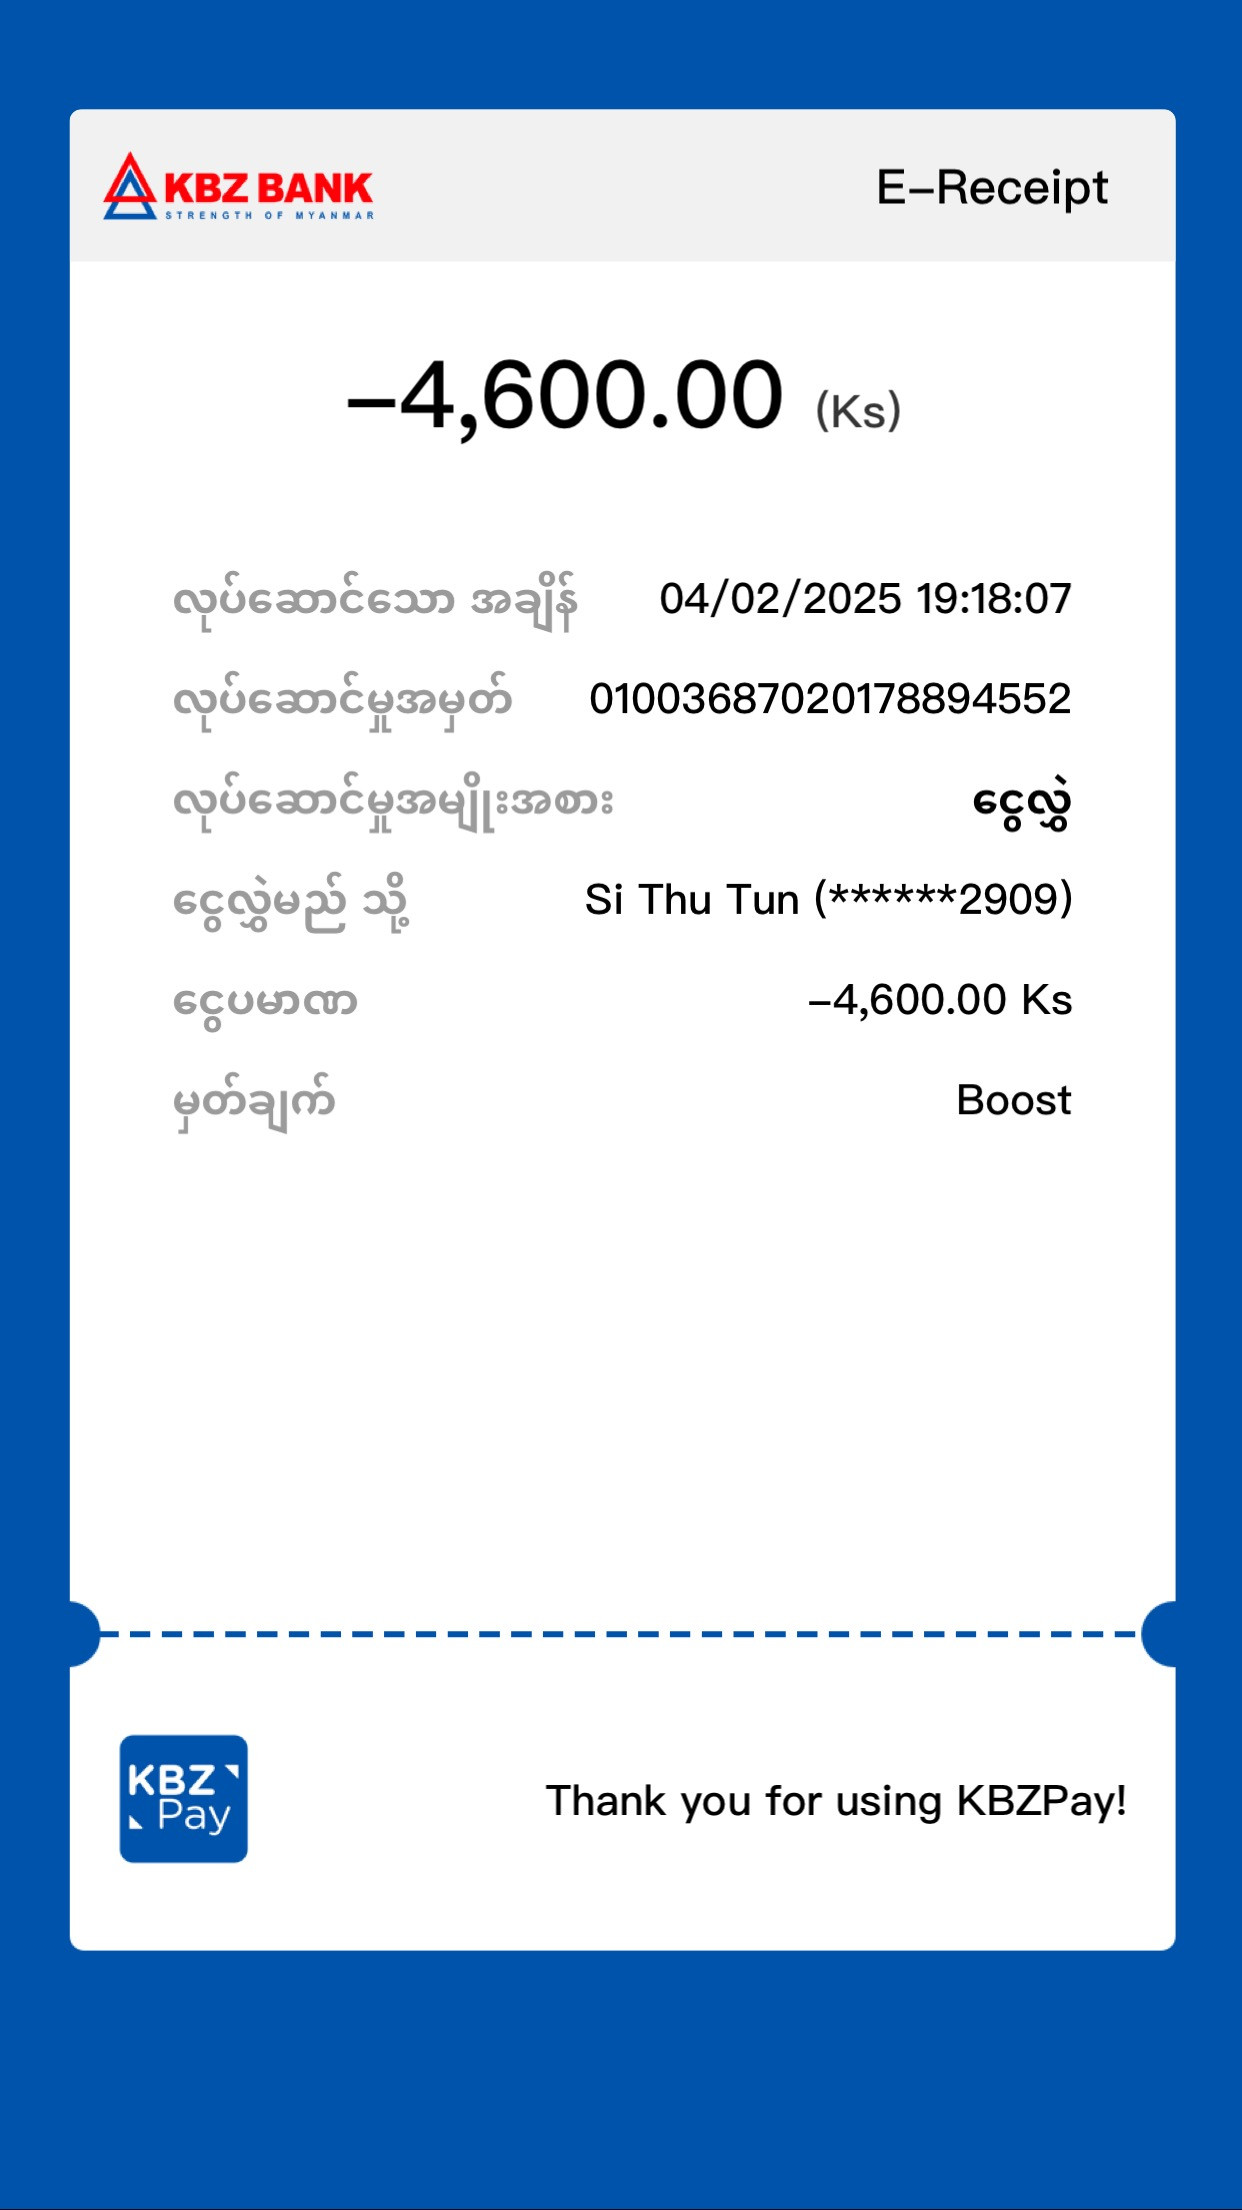 KBZ BANK
STRENGTH OF MYANMAR
E-Receipt
-4,600.00 (Ks)
လုပ်ဆောင်သော အချိန် 04/02/2025 19:18:07
လုပ်ဆောင်မှုအမှတ် 01003687020178894552
လုပ်ဆောင်မှုအမျိုးအစား ငွေလွှဲ
ငွေလွှဲမည် သို့ Si Thu Tun (******2909)
ငွေပမာဏ -4,600.00 Ks
မှတ်ချက် Boost
KBZ
Pay
Thank you for using KBZPay!